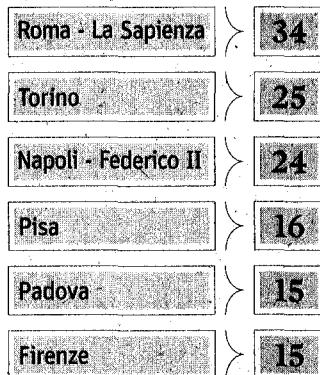 Roma - La Sapienza 34
Torino 25
Napoli - Federico II 24
Pisa 16
Padova 15
Firenze 15